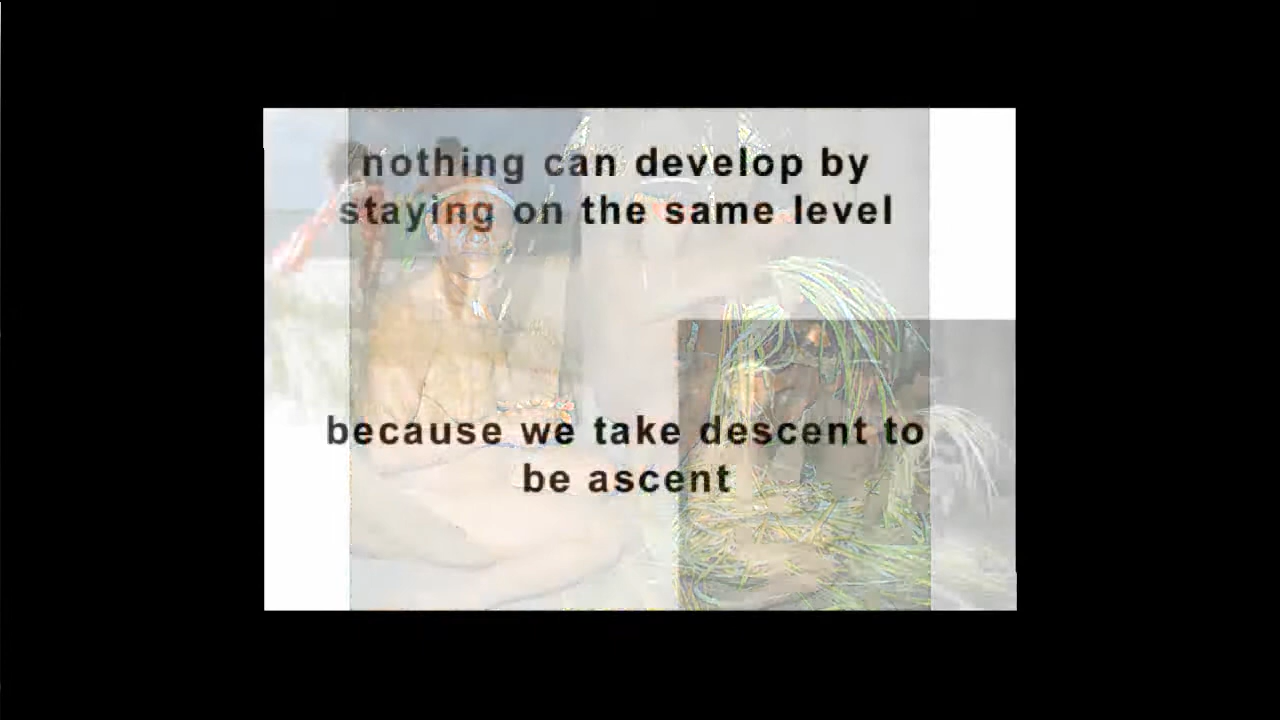 nothing can develop by
staying on the same level
because we take descent to
be ascent